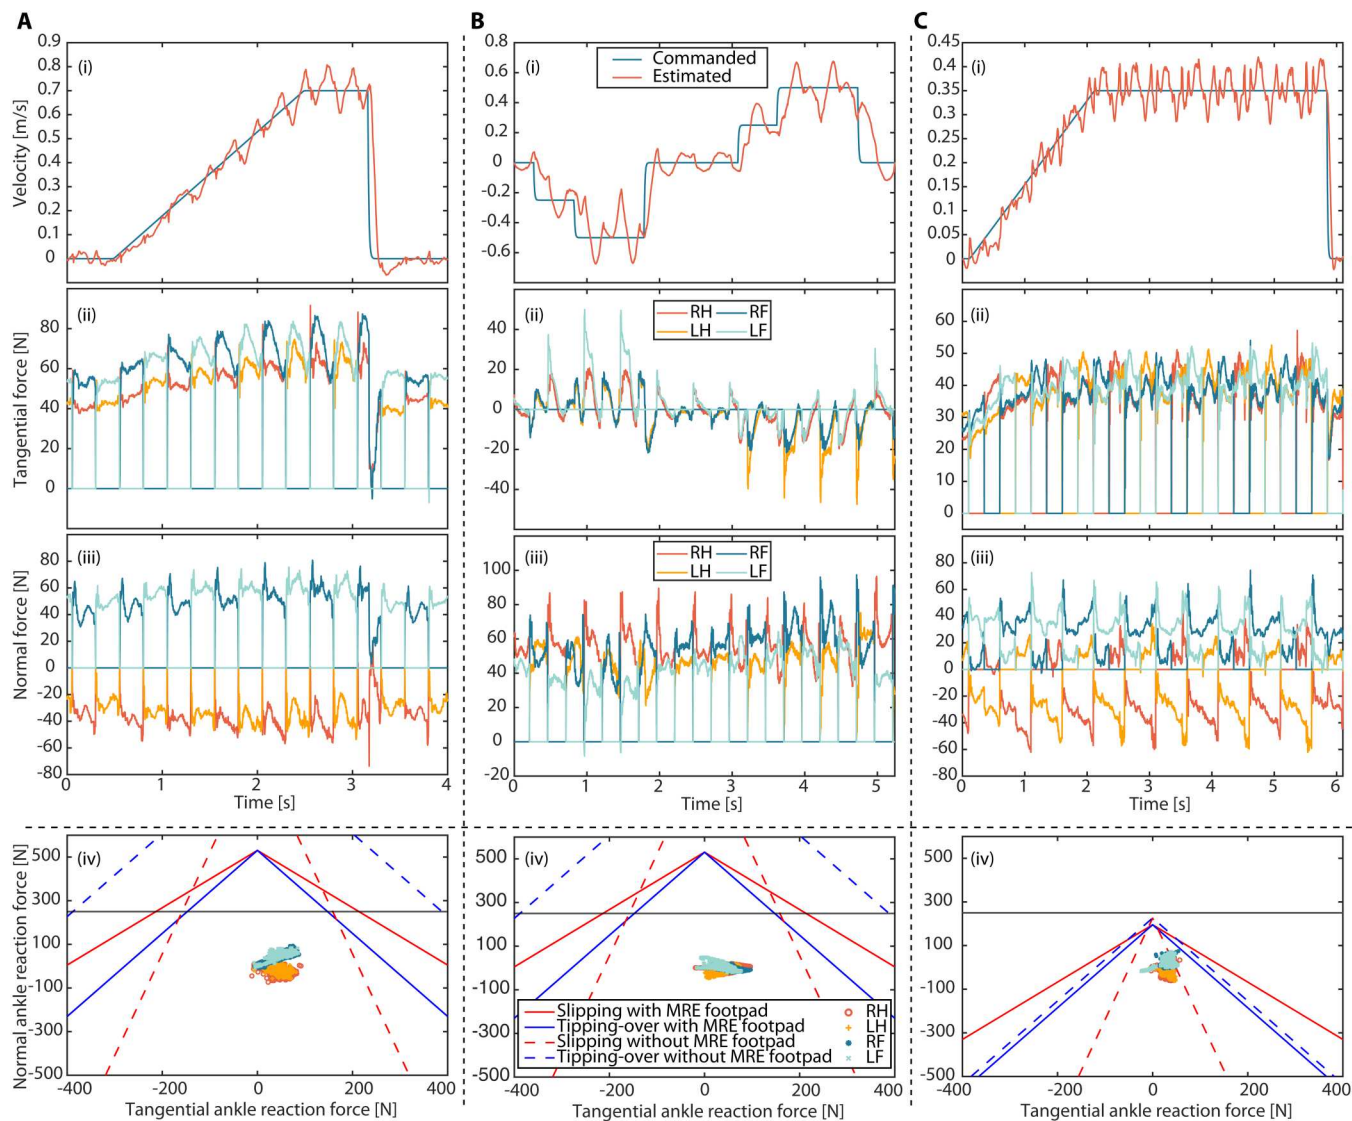 A
B
C
Velocity [m/s]
0.9
0.8
0.7
0.6
0.5
0.4
0.3
0.2
0.1
0
(i)
0.8
0.6
0.4
0.2
0
-0.2
-0.4
-0.6
(i)
Commanded
Estimated
0.45
0.4
0.35
0.3
0.25
0.2
0.15
0.1
0.05
0
(i)
Tangential force [N]
80
60
40
20
0
(ii)
40
20
0
-20
-40
(ii)
RH RF
LH LF
60
50
40
30
20
10
0
(ii)
Normal force [N]
80
60
40
20
0
-20
-40
-60
-80
(iii)
0 1 2 3 4
Time [s]
100
80
60
40
20
0
-20
(iii)
RH RF
LH LF
0 1 2 3 4 5
Time [s]
80
60
40
20
0
-20
-40
-60
-80
(iii)
0 1 2 3 4 5 6
Time [s]
Normal ankle reaction force [N]
500
300
100
-100
-300
-500
(iv)
-400 -200 0 200 400
Tangential ankle reaction force [N]
500
300
100
-100
-300
-500
(iv)
Slipping with MRE footpad RH
Tipping-over with MRE footpad LH
Slipping without MRE footpad RF
Tipping-over without MRE footpad LF
-400 -200 0 200 400
Tangential ankle reaction force [N]
500
300
100
-100
-300
-500
(iv)
-400 -200 0 200 400
Tangential ankle reaction force [N]